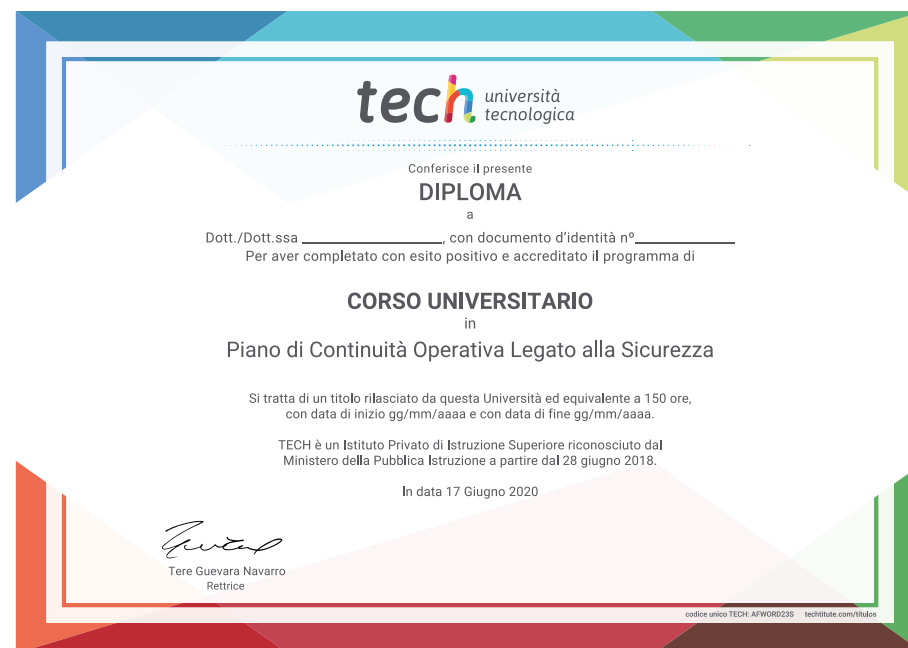 tech università
tecnologica
Conferisce il presente
DIPLOMA
a
Dott./Dott.ssa ____________________, con documento d'identità nº______________
Per aver completato con esito positivo e accreditato il programma di
CORSO UNIVERSITARIO
in
Piano di Continuità Operativa Legato alla Sicurezza
Si tratta di un titolo rilasciato da questa Università ed equivalente a 150 ore,
con data di inizio gg/mm/aaaa e con data di fine gg/mm/aaaa.
TECH è un Istituto Privato di Istruzione Superiore riconosciuto dal
Ministero della Pubblica Istruzione a partire dal 28 giugno 2018.
In data 17 Giugno 2020
Tere Guevara Navarro
Rettrice
codice unico TECH: AFWORD23S techtitute.com/titulos